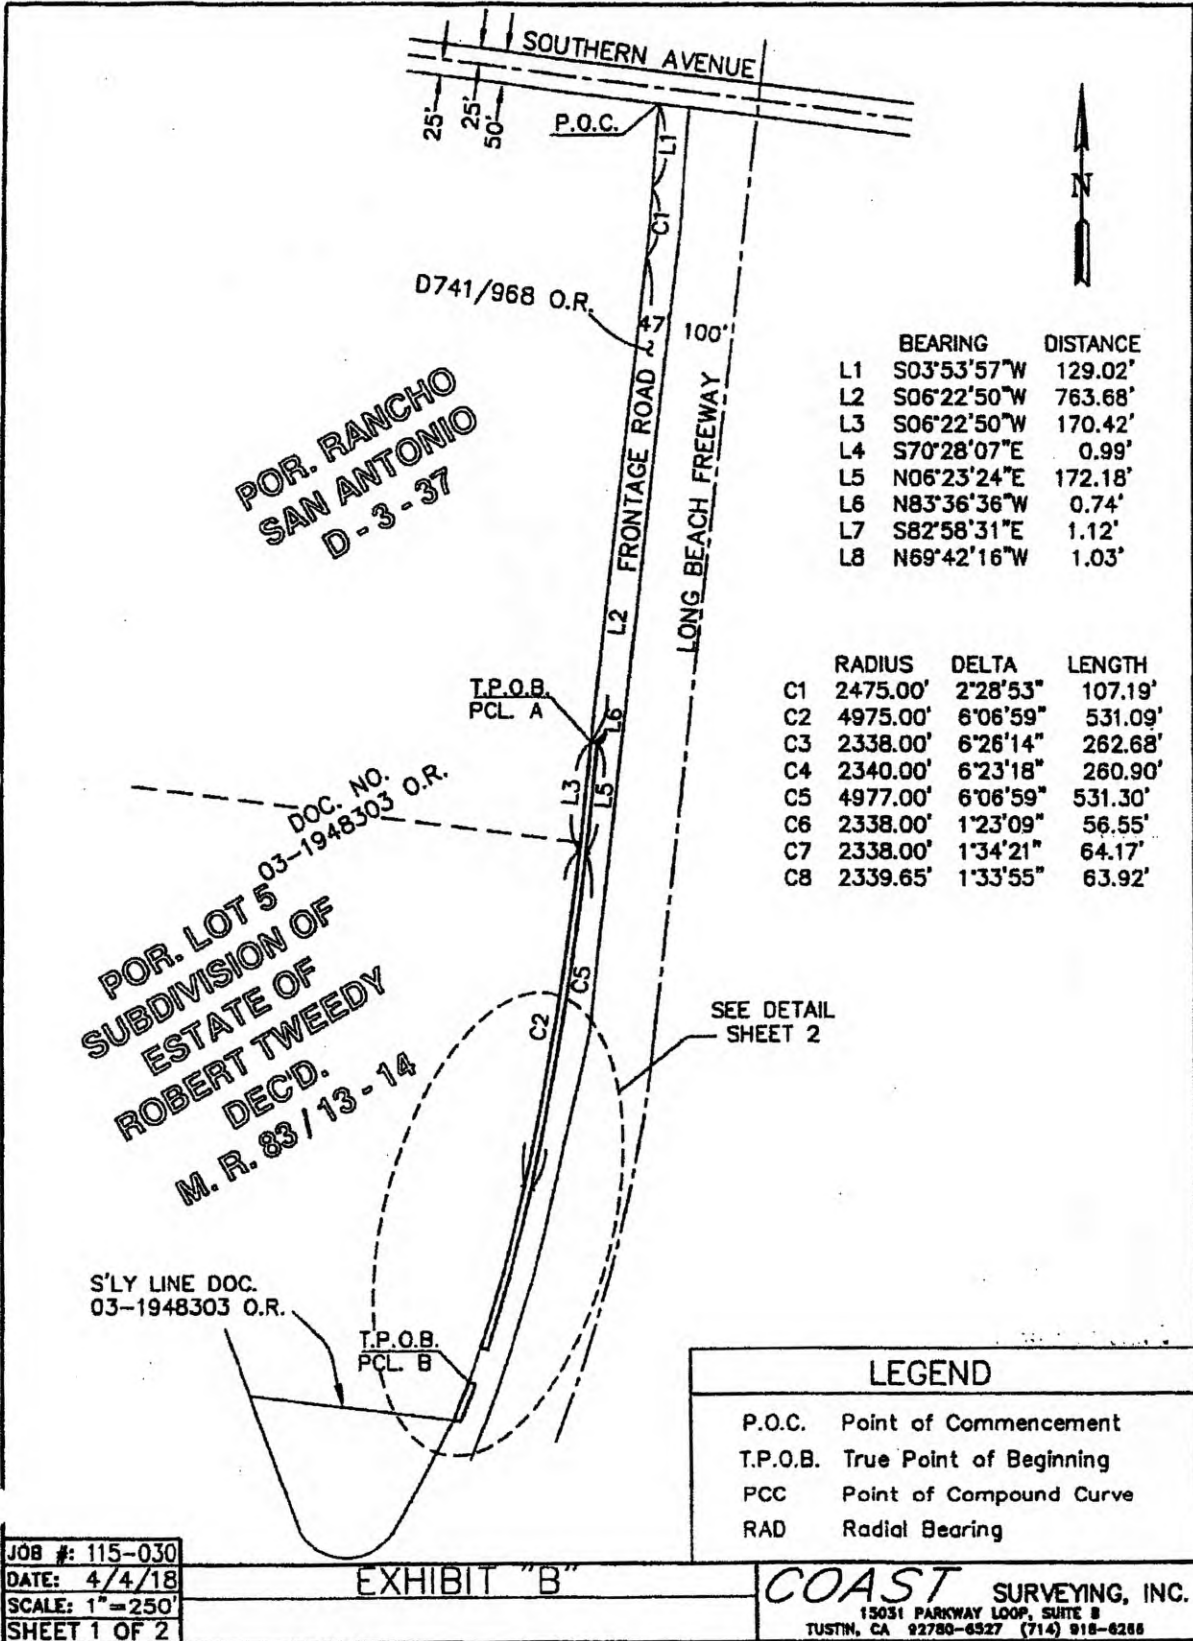 SOUTHERN AVENUE
25'
25'
50'
P.O.C.
L1
C1
N
D741/968 O.R.
47'
100'
BEARING DISTANCE
L1 S03°53'57"W 129.02'
L2 S06°22'50"W 763.68'
L3 S06°22'50"W 170.42'
L4 S70°28'07"E 0.99'
L5 N06°23'24"E 172.18'
L6 N83°36'36"W 0.74'
L7 S82°58'31"E 1.12'
L8 N69°42'16"W 1.03'
POR. RANCHO
SAN ANTONIO
D - 3 - 37
L2 FRONTAGE ROAD
LONG BEACH FREEWAY
RADIUS DELTA LENGTH
C1 2475.00' 2°28'53" 107.19'
C2 4975.00' 6°06'59" 531.09'
C3 2338.00' 6°26'14" 262.68'
C4 2340.00' 6°23'18" 260.90'
C5 4977.00' 6°06'59" 531.30'
C6 2338.00' 1°23'09" 56.55'
C7 2338.00' 1°34'21" 64.17'
C8 2339.65' 1°33'55" 63.92'
T.P.O.B.
PCL. A
L6
L3
L5
DOC. NO.
03-1948303 O.R.
POR. LOT 5
SUBDIVISION OF
ESTATE OF
ROBERT TWEEDY
DEC'D.
M. R. 83 / 13 - 14
C5
C2
SEE DETAIL
SHEET 2
S'LY LINE DOC.
03-1948303 O.R.
T.P.O.B.
PCL. B
LEGEND
P.O.C. Point of Commencement
T.P.O.B. True Point of Beginning
PCC Point of Compound Curve
RAD Radial Bearing
JOB #: 115-030
DATE: 4/4/18
SCALE: 1"=250'
SHEET 1 OF 2
EXHIBIT "B"
COAST SURVEYING, INC.
15031 PARKWAY LOOP, SUITE B
TUSTIN, CA 92780-6527 (714) 918-6266